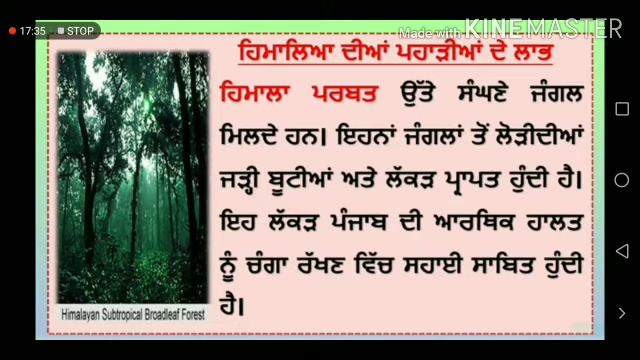 17:35 STOP
Made with KINEMASTER
ਹਿਮਾਲਿਆ ਦੀਆਂ ਪਹਾੜੀਆਂ ਦੇ ਲਾਭ
ਹਿਮਾਲਾ ਪਰਬਤ ਉੱਤੇ ਸੰਘਣੇ ਜੰਗਲ
ਮਿਲਦੇ ਹਨ। ਇਹਨਾਂ ਜੰਗਲਾਂ ਤੋਂ ਲੋੜੀਦੀਆਂ
ਜੜ੍ਹੀ ਬੂਟੀਆਂ ਅਤੇ ਲੱਕੜ ਪ੍ਰਾਪਤ ਹੁੰਦੀ ਹੈ।
ਇਹ ਲੱਕੜ ਪੰਜਾਬ ਦੀ ਆਰਥਿਕ ਹਾਲਤ
ਨੂੰ ਚੰਗਾ ਰੱਖਣ ਵਿੱਚ ਸਹਾਈ ਸਾਬਿਤ ਹੁੰਦੀ
ਹੈ।
Himalayan Subtropical Broadleaf Forest